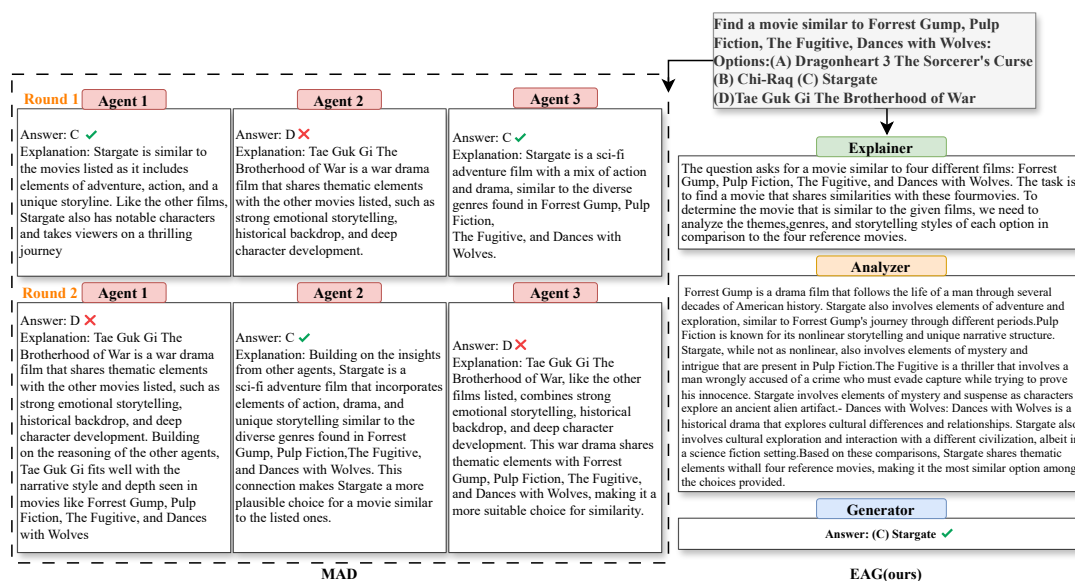 Find a movie similar to Forrest Gump, Pulp
Fiction, The Fugitive, Dances with Wolves:
Options:(A) Dragonheart 3 The Sorcerer's Curse
(B) Chi-Raq (C) Stargate
(D)Tae Guk Gi The Brotherhood of War
Round 1
Agent 1
Answer: C ✓
Explanation: Stargate is similar to
the movies listed as it includes
elements of adventure, action, and a
unique storyline. Like the other films,
Stargate also has notable characters
and takes viewers on a thrilling
journey
Agent 2
Answer: D ✗
Explanation: Tae Guk Gi The
Brotherhood of War is a war drama
film that shares thematic elements
with the other movies listed, such as
strong emotional storytelling,
historical backdrop, and deep
character development.
Agent 3
Answer: C ✓
Explanation: Stargate is a sci-fi
adventure film with a mix of action
and drama, similar to the diverse
genres found in Forrest Gump, Pulp
Fiction,
The Fugitive, and Dances with
Wolves.
Round 2
Agent 1
Answer: D ✗
Explanation: Tae Guk Gi The
Brotherhood of War is a war drama
film that shares thematic elements
with the other movies listed, such as
strong emotional storytelling,
historical backdrop, and deep
character development. Building
on the reasoning of the other agents,
Tae Guk Gi fits well with the
narrative style and depth seen in
movies like Forrest Gump, Pulp
Fiction, The Fugitive, and Dances
with Wolves
Agent 2
Answer: C ✓
Explanation: Building on the insights
from other agents, Stargate is a
sci-fi adventure film that incorporates
elements of action, drama, and
unique storytelling similar to the
diverse genres found in Forrest
Gump, Pulp Fiction,The Fugitive,
and Dances with Wolves. This
connection makes Stargate a more
plausible choice for a movie similar
to the listed ones.
Agent 3
Answer: D ✗
Explanation: Tae Guk Gi The
Brotherhood of War, like the other
films listed, combines strong
emotional storytelling, historical
backdrop, and deep character
development. This war drama shares
thematic elements with Forrest
Gump, Pulp Fiction, The Fugitive,
and Dances with Wolves, making it a
more suitable choice for similarity.
MAD
Explainer
The question asks for a movie similar to four different films: Forrest
Gump, Pulp Fiction, The Fugitive, and Dances with Wolves. The task is
to find a movie that shares similarities with these fourmovies. To
determine the movie that is similar to the given films, we need to
analyze the themes,genres, and storytelling styles of each option in
comparison to the four reference movies.
Analyzer
Forrest Gump is a drama film that follows the life of a man through several
decades of American history. Stargate also involves elements of adventure and
exploration, similar to Forrest Gump's journey through different periods.Pulp
Fiction is known for its nonlinear storytelling and unique narrative structure.
Stargate, while not as nonlinear, also involves elements of mystery and
intrigue that are present in Pulp Fiction.The Fugitive is a thriller that involves a
man wrongly accused of a crime who must evade capture while trying to prove
his innocence. Stargate involves elements of mystery and suspense as characters
explore an ancient alien artifact.- Dances with Wolves: Dances with Wolves is a
historical drama that explores cultural differences and relationships. Stargate also
involves cultural exploration and interaction with a different civilization, albeit in
a science fiction setting.Based on these comparisons, Stargate shares thematic
elements withall four reference movies, making it the most similar option among
the choices provided.
Generator
Answer: (C) Stargate ✓
EAG(ours)